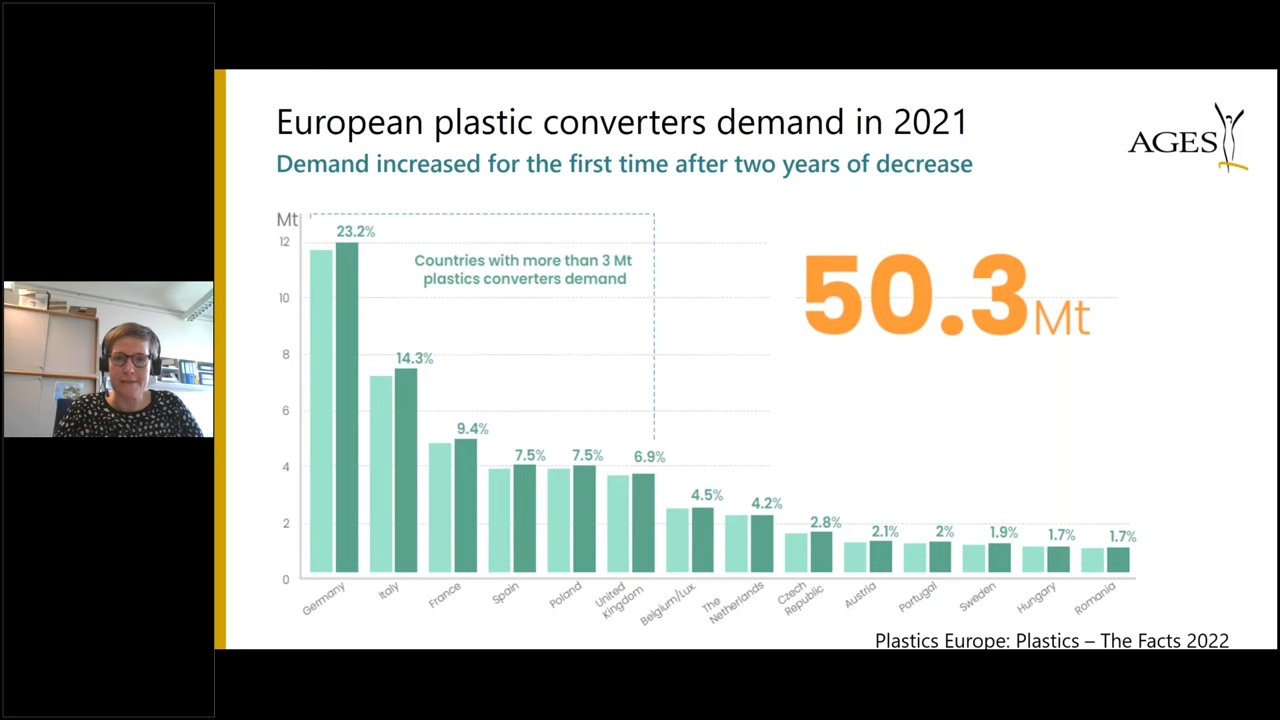 European plastic converters demand in 2021
Demand increased for the first time after two years of decrease
AGES
Mt
12
10
8
6
4
2
0
Countries with more than 3 Mt
plastics converters demand
50.3Mt
23.2%
14.3%
9.4%
7.5%
7.5%
6.9%
4.5%
4.2%
2.8%
2.1%
2%
1.9%
1.7%
1.7%
Germany
Italy
France
Spain
Poland
United
Kingdom
Belgium/Lux.
The
Netherlands
Czech
Republic
Austria
Portugal
Sweden
Hungary
Romania
Plastics Europe: Plastics – The Facts 2022